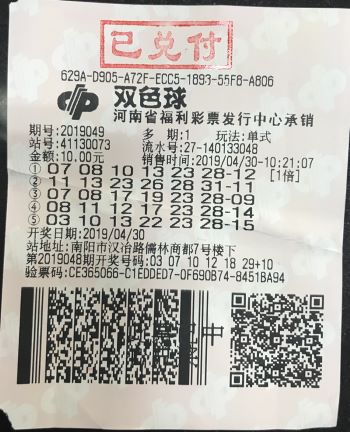 已兑付
629A-D905-A72F-ECC5-1893-55F8-A806
双色球
河南省福利彩票发行中心承销
期号:2019049 多 期:1 玩法:单式
站号:41130073 流水号:27-140133048
金额:10.00元 销售时间:2019/04/30-10:21:07
① 07 08 10 13 23 28-12 [1倍]
② 11 13 23 26 28 31-11
③ 07 08 17 19 23 28-09
④ 08 11 12 17 23 28-14
⑤ 03 10 13 22 23 28-15
开奖日期:2019/04/30
站地址:南阳市汉冶路儒林商都7号楼下
第2019048期开奖号码:03 07 10 12 18 29+10
验票码:CE365066-C1EDDED7-0F690B74-8451BA94